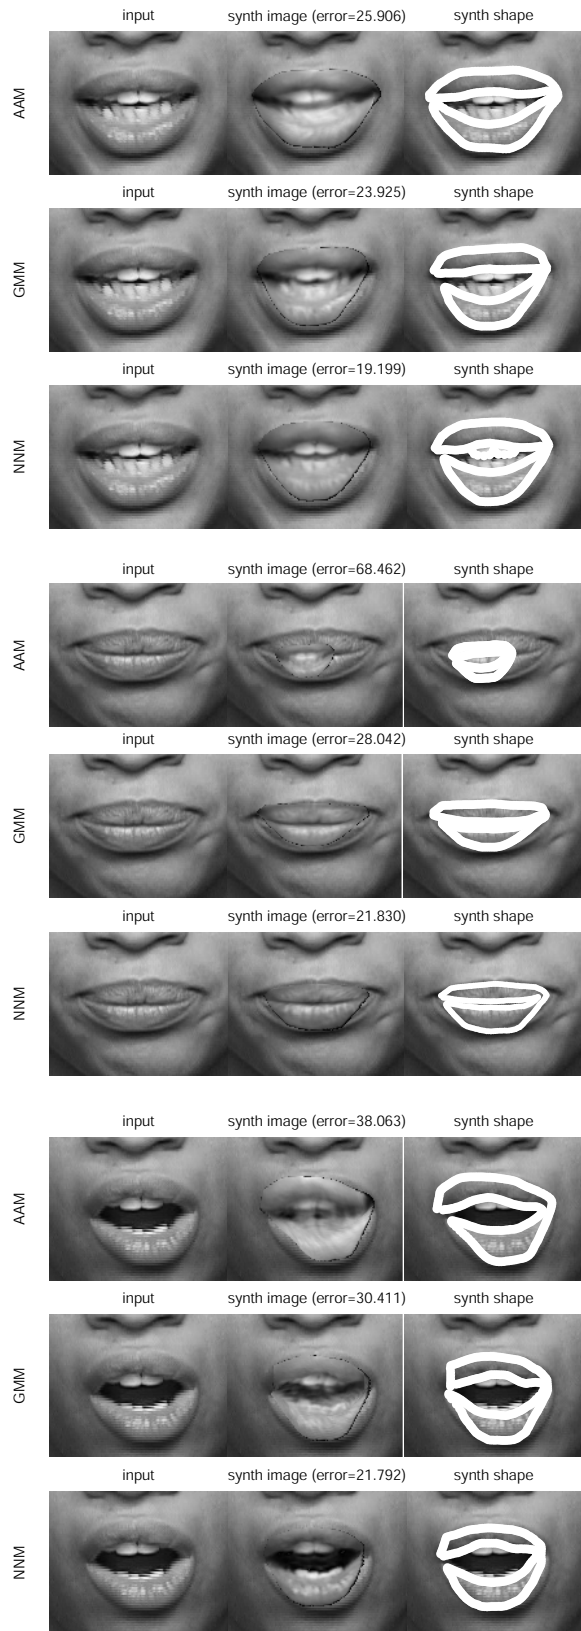 input synth image (error=25.906) synth shape
AAM
input synth image (error=23.925) synth shape
GMM
input synth image (error=19.199) synth shape
NNM
input synth image (error=68.462) synth shape
AAM
input synth image (error=28.042) synth shape
GMM
input synth image (error=21.830) synth shape
NNM
input synth image (error=38.063) synth shape
AAM
input synth image (error=30.411) synth shape
GMM
input synth image (error=21.792) synth shape
NNM